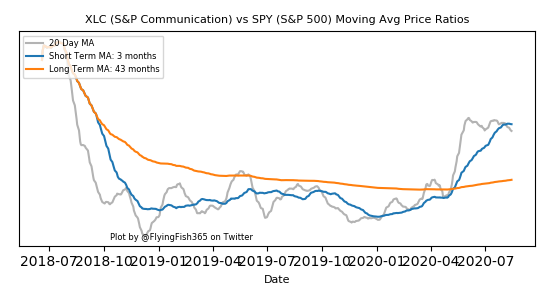 XLC (S&P Communication) vs SPY (S&P 500) Moving Avg Price Ratios
20 Day MA
Short Term MA: 3 months
Long Term MA: 43 months
Plot by @FlyingFish365 on Twitter
2018-07 2018-10 2019-01 2019-04 2019-07 2019-10 2020-01 2020-04 2020-07
Date